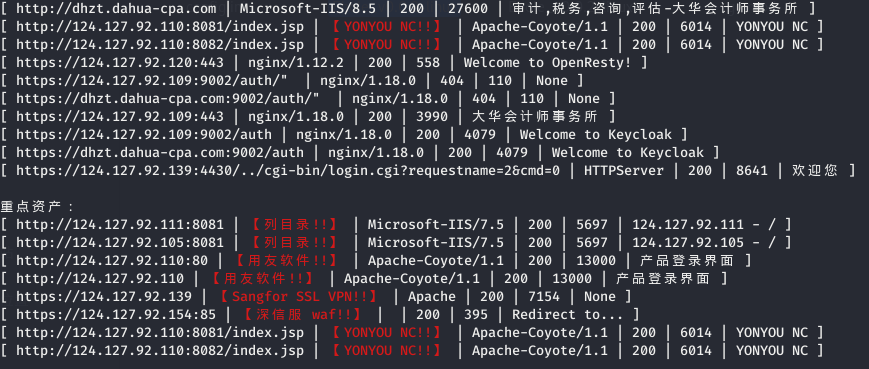 [ http://dhzt.dahua-cpa.com | Microsoft-IIS/8.5 | 200 | 27600 | 审计,税务,咨询,评估-大华会计师事务所 ]
[ http://124.127.92.110:8081/index.jsp | 【 YONYOU NC!!】 | Apache-Coyote/1.1 | 200 | 6014 | YONYOU NC ]
[ http://124.127.92.110:8082/index.jsp | 【 YONYOU NC!!】 | Apache-Coyote/1.1 | 200 | 6014 | YONYOU NC ]
[ https://124.127.92.120:443 | nginx/1.12.2 | 200 | 558 | Welcome to OpenResty! ]
[ https://124.127.92.109:9002/auth/" | nginx/1.18.0 | 404 | 110 | None ]
[ https://dhzt.dahua-cpa.com:9002/auth/" | nginx/1.18.0 | 404 | 110 | None ]
[ https://124.127.92.109:443 | nginx/1.18.0 | 200 | 3990 | 大华会计师事务所 ]
[ https://124.127.92.109:9002/auth | nginx/1.18.0 | 200 | 4079 | Welcome to Keycloak ]
[ https://dhzt.dahua-cpa.com:9002/auth | nginx/1.18.0 | 200 | 4079 | Welcome to Keycloak ]
[ https://124.127.92.139:4430/../cgi-bin/login.cgi?requestname=2&cmd=0 | HTTPServer | 200 | 8641 | 欢迎您 ]
重点资产：
[ http://124.127.92.111:8081 | 【 列目录!!】 | Microsoft-IIS/7.5 | 200 | 5697 | 124.127.92.111 - / ]
[ http://124.127.92.105:8081 | 【 列目录!!】 | Microsoft-IIS/7.5 | 200 | 5697 | 124.127.92.105 - / ]
[ http://124.127.92.110:80 | 【 用友软件!!】 | Apache-Coyote/1.1 | 200 | 13000 | 产品登录界面 ]
[ http://124.127.92.110 | 【 用友软件!!】 | Apache-Coyote/1.1 | 200 | 13000 | 产品登录界面 ]
[ https://124.127.92.139 | 【 Sangfor SSL VPN!!】 | Apache | 200 | 7154 | None ]
[ https://124.127.92.154:85 | 【 深信服 waf!!】 | | 200 | 395 | Redirect to... ]
[ http://124.127.92.110:8081/index.jsp | 【 YONYOU NC!!】 | Apache-Coyote/1.1 | 200 | 6014 | YONYOU NC ]
[ http://124.127.92.110:8082/index.jsp | 【 YONYOU NC!!】 | Apache-Coyote/1.1 | 200 | 6014 | YONYOU NC ]